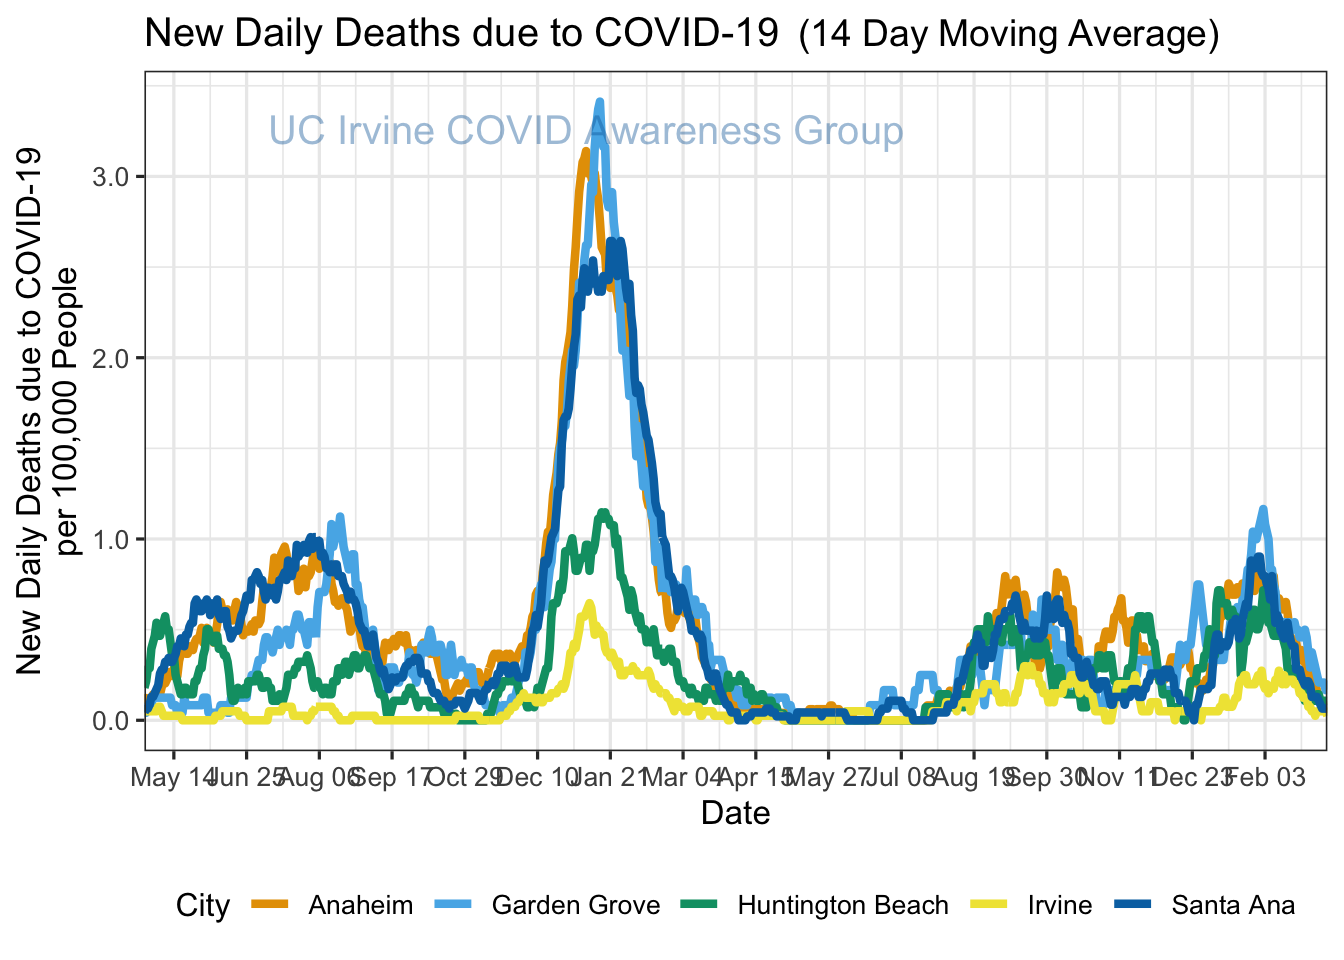 New Daily Deaths due to COVID-19 (14 Day Moving Average)
UC Irvine COVID Awareness Group
New Daily Deaths due to COVID-19
per 100,000 People
3.0
2.0
1.0
0.0
May 14 Jun 25 Aug 06 Sep 17 Oct 29 Dec 10 Jan 21 Mar 04 Apr 15 May 27 Jul 08 Aug 19 Sep 30 Nov 11 Dec 23 Feb 03
Date
City Anaheim Garden Grove Huntington Beach Irvine Santa Ana